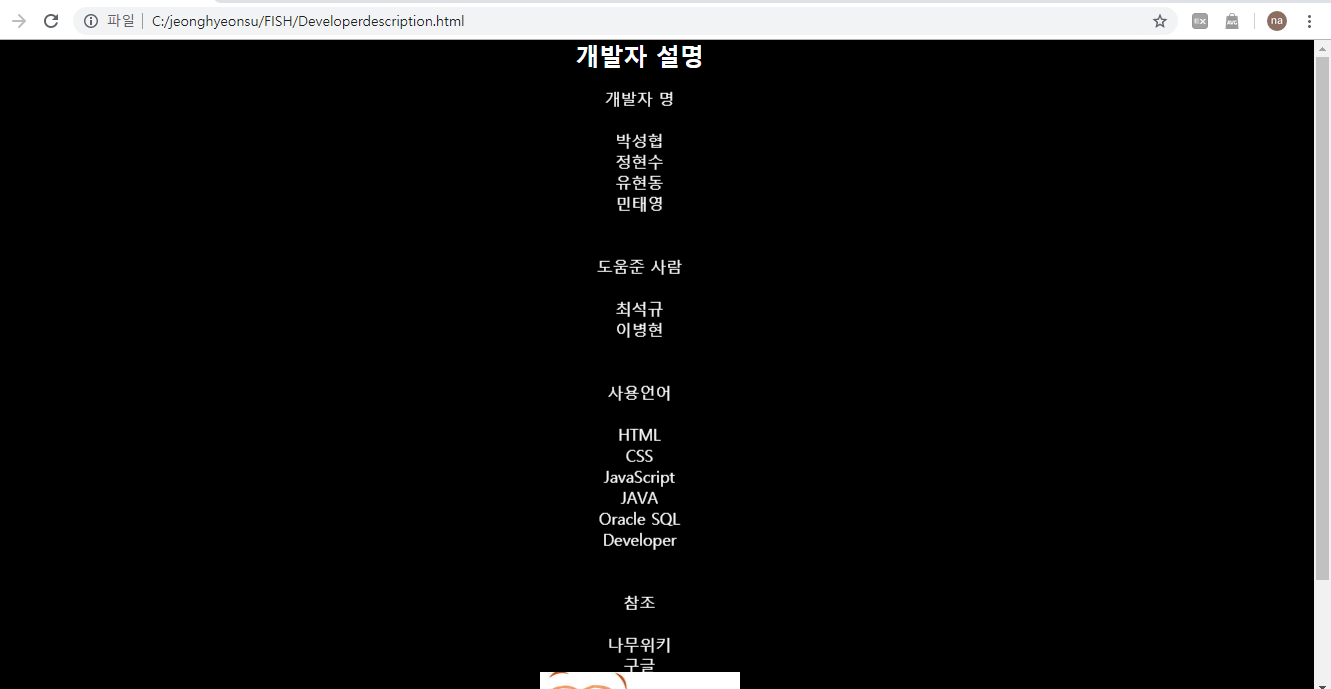 파일
C:/jeonghyeonsu/FISH/Developerdescription.html
na
개발자 설명
개발자 명
박성협
정현수
유현동
민태영
도움준 사람
최석규
이병현
사용언어
HTML
CSS
JavaScript
JAVA
Oracle SQL
Developer
참조
나무위키
구글